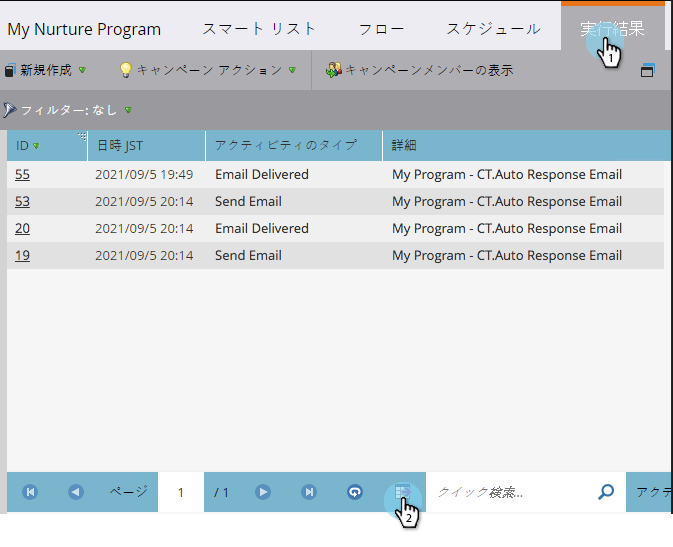 My Nurture Program スマート リスト フロー スケジュール 実行結果
1
新規作成 キャンペーン アクション キャンペーンメンバーの表示
フィルター: なし
ID 日時 JST アクティビティのタイプ 詳細
55 2021/09/5 19:49 Email Delivered My Program - CT.Auto Response Email
53 2021/09/5 20:14 Send Email My Program - CT.Auto Response Email
20 2021/09/5 20:14 Email Delivered My Program - CT.Auto Response Email
19 2021/09/5 20:14 Send Email My Program - CT.Auto Response Email
ページ 1 / 1 クイック検索... アクテ
2